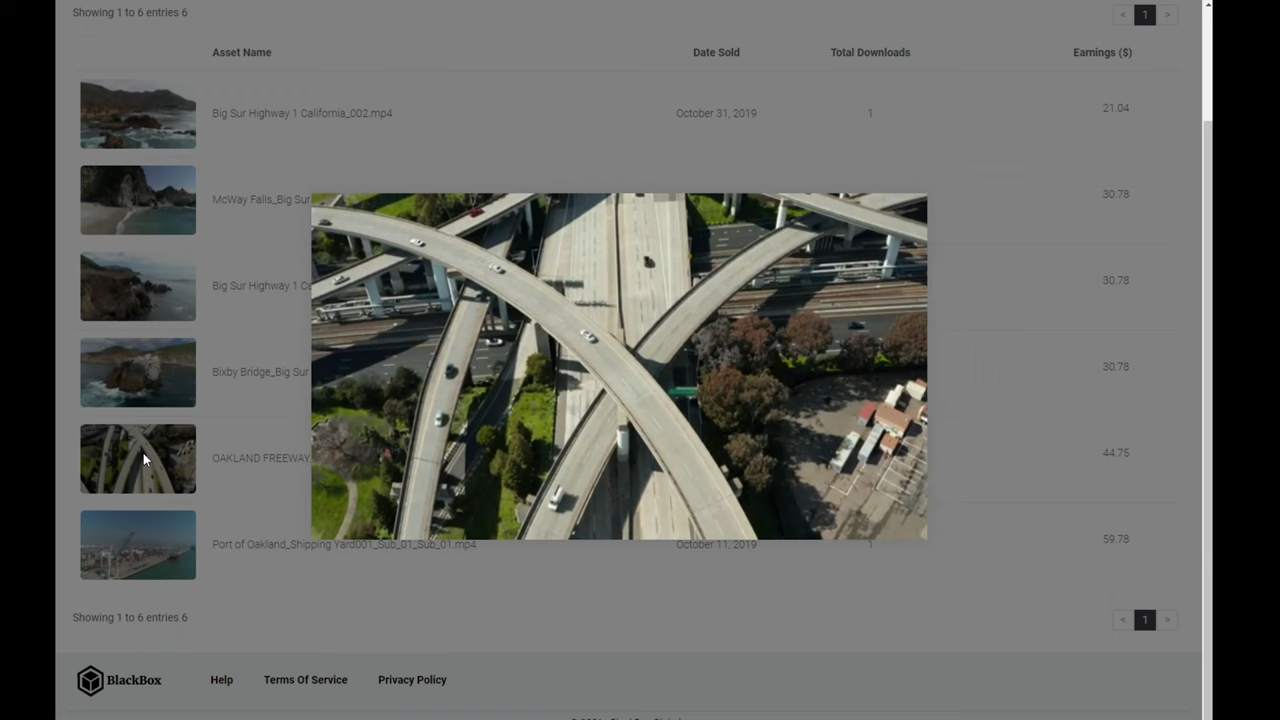 Showing 1 to 6 entries 6
< 1 >
Asset Name Date Sold Total Downloads Earnings ($)
Big Sur Highway 1 California_002.mp4 October 31, 2019 1 21.04
McWay Falls_Big Sur 30.78
Big Sur Highway 1 30.78
Bixby Bridge_Big Sur 30.78
OAKLAND FREEWAY 44.75
Port of Oakland_Shipping Yard001_Sub_01_Sub_01.mp4 October 11, 2019 1 59.78
Showing 1 to 6 entries 6
< 1 >
BlackBox Help Terms Of Service Privacy Policy